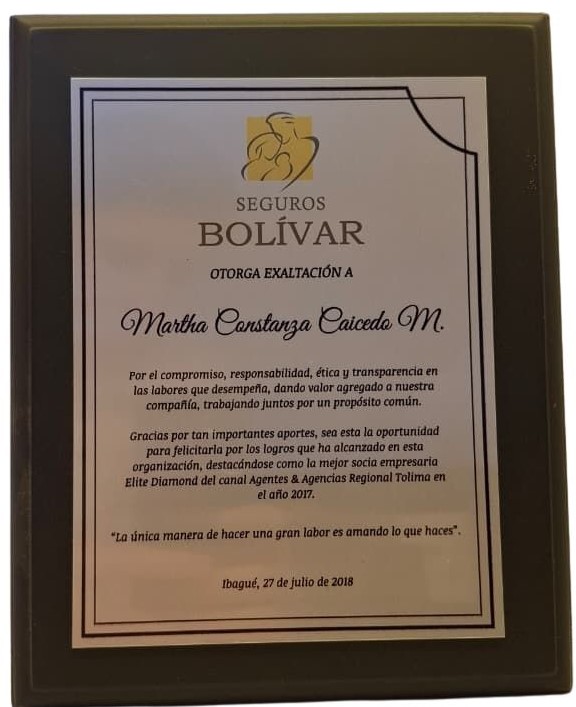 SEGUROS
BOLÍVAR
OTORGA EXALTACIÓN A
Martha Constanza Caicedo M.
Por el compromiso, responsabilidad, ética y transparencia en
las labores que desempeña, dando valor agregado a nuestra
compañía, trabajando juntos por un propósito común.
Gracias por tan importantes aportes, sea esta la oportunidad
para felicitarla por los logros que ha alcanzado en esta
organización, destacándose como la mejor socia empresaria
Elite Diamond del canal Agentes & Agencias Regional Tolima en
el año 2017.
"La única manera de hacer una gran labor es amando lo que haces".
Ibagué, 27 de julio de 2018